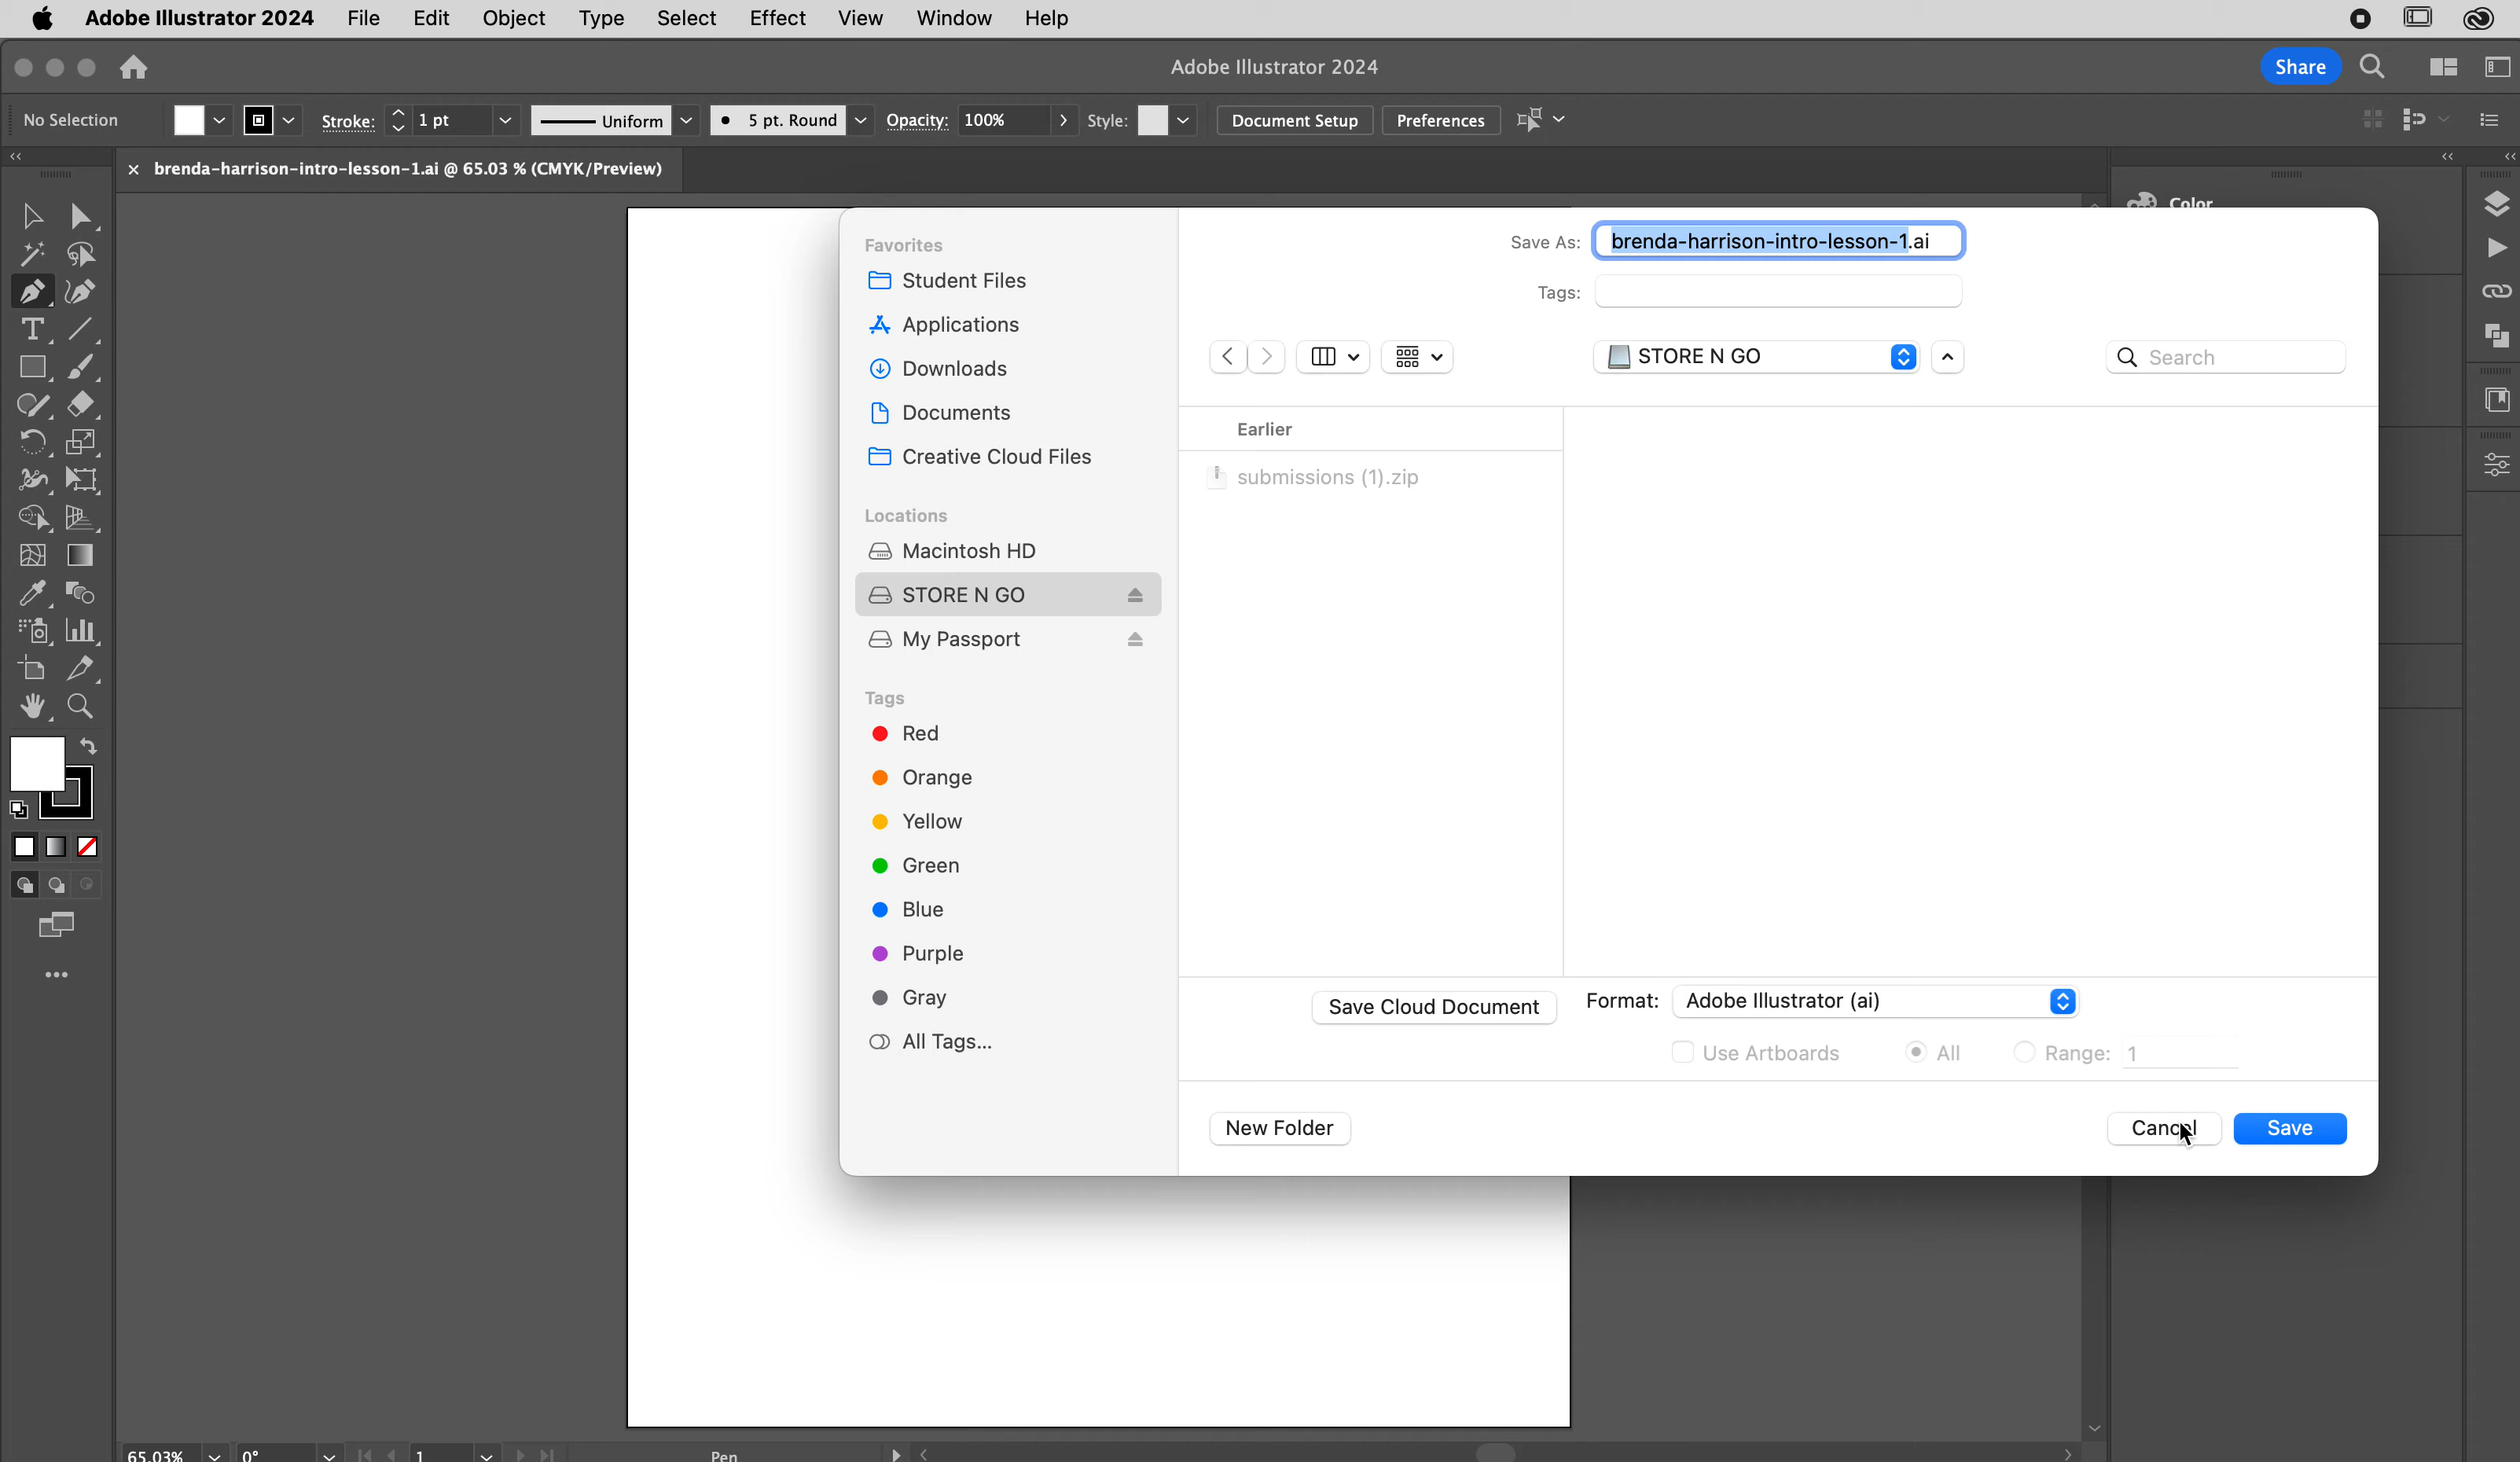 Adobe Illustrator 2024 File Edit Object Type Select Effect View Window Help
Adobe Illustrator 2024
Share
No Selection
Stroke: 1 pt
Uniform
5 pt. Round
Opacity: 100%
Style:
Document Setup
Preferences
brenda-harrison-intro-lesson-1.ai @ 65.03 % (CMYK/Preview)
Color
Favorites
Student Files
Applications
Downloads
Documents
Creative Cloud Files
Locations
Macintosh HD
STORE N GO
My Passport
Tags
Red
Orange
Yellow
Green
Blue
Purple
Gray
All Tags...
Save As: brenda-harrison-intro-lesson-1.ai
Tags:
STORE N GO
Search
Earlier
submissions (1).zip
Save Cloud Document
Format: Adobe Illustrator (ai)
Use Artboards
All
Range: 1
New Folder
Cancel
Save
65.03%
0°
1
Pen